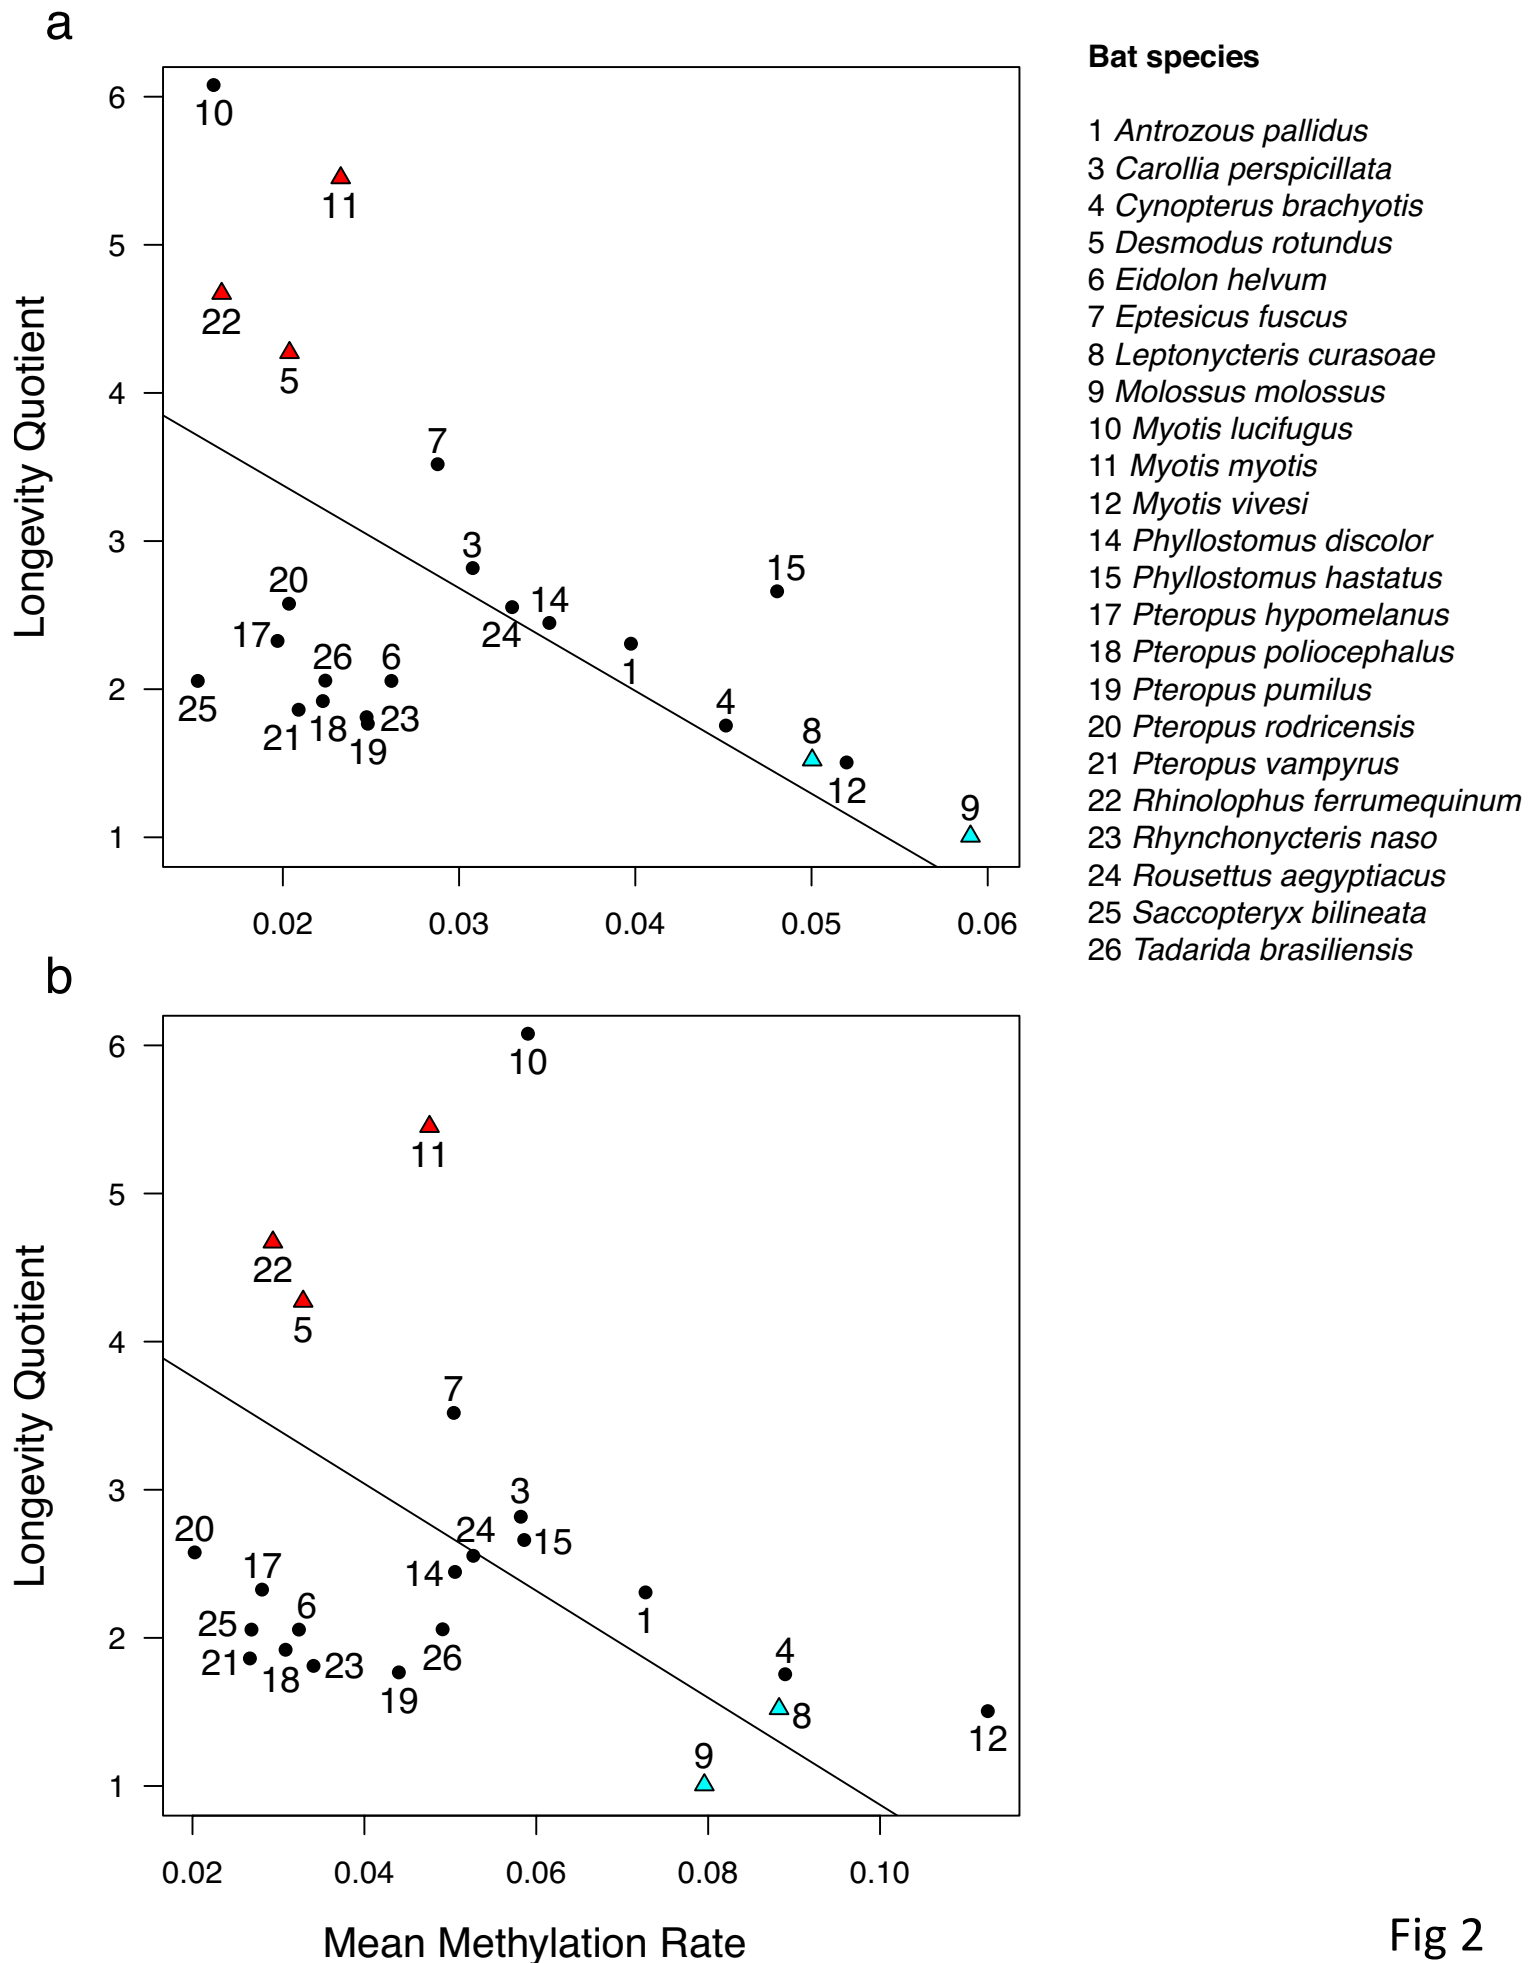 a
Bat species
1 Antrozous pallidus
3 Carollia perspicillata
4 Cynopterus brachyotis
5 Desmodus rotundus
6 Eidolon helvum
7 Eptesicus fuscus
8 Leptonycteris curasoae
9 Molossus molossus
10 Myotis lucifugus
11 Myotis myotis
12 Myotis vivesi
14 Phyllostomus discolor
15 Phyllostomus hastatus
17 Pteropus hypomelanus
18 Pteropus poliocephalus
19 Pteropus pumilus
20 Pteropus rodricensis
21 Pteropus vampyrus
22 Rhinolophus ferrumequinum
23 Rhynchonycteris naso
24 Rousettus aegyptiacus
25 Saccopteryx bilineata
26 Tadarida brasiliensis
Longevity Quotient
6
5
4
3
2
1
10
11
22
5
7
3
20
15
14
17
24
26
6
1
25
4
21
18
23
8
19
12
9
0.02
0.03
0.04
0.05
0.06
b
Longevity Quotient
6
5
4
3
2
1
10
11
22
5
7
3
20
24
15
17
14
6
25
1
26
21
18
23
4
19
8
12
9
0.02
0.04
0.06
0.08
0.10
Mean Methylation Rate
Fig 2